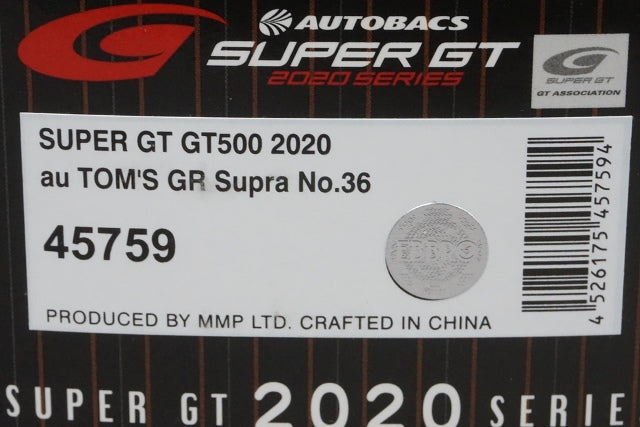 AUTOBACS
SUPER GT
2020 SERIES
SUPER GT
GT ASSOCIATION
SUPER GT GT500 2020
au TOM'S GR Supra No.36
45759
EBBRO
4 526175 457594
PRODUCED BY MMP LTD. CRAFTED IN CHINA
SUPER GT 2020 SERIE